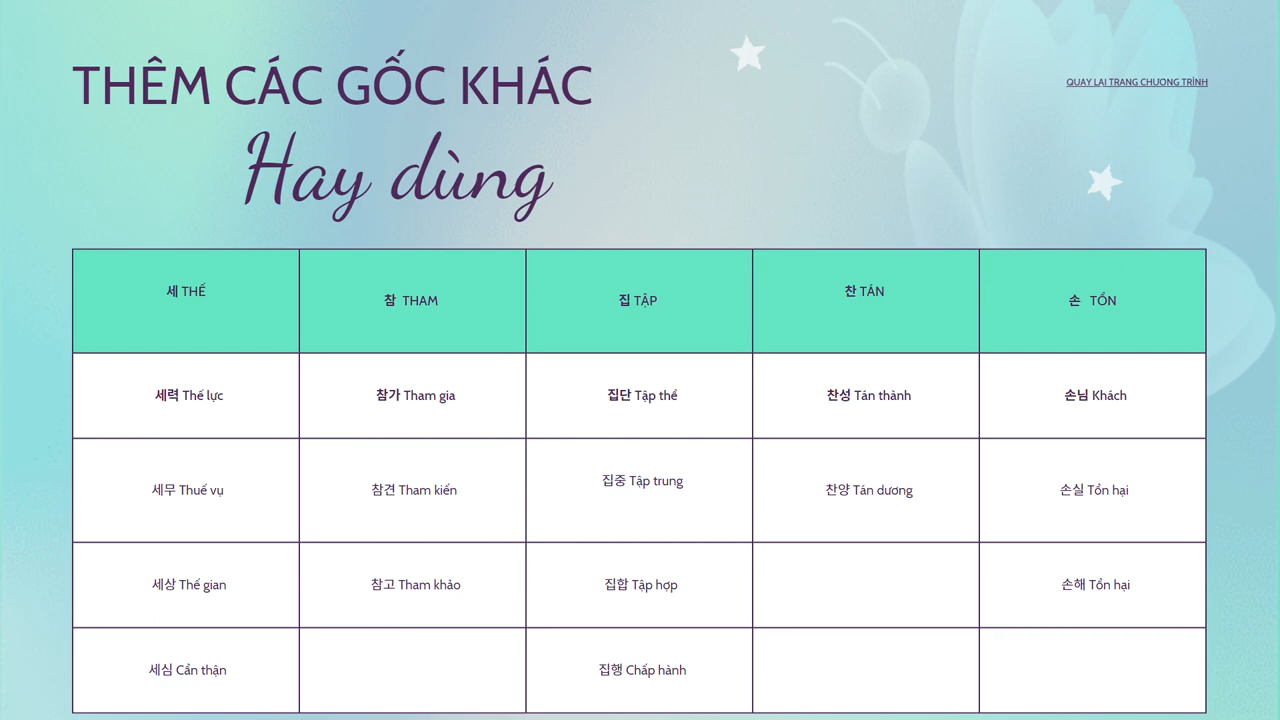 THÊM CÁC GỐC KHÁC
Hay dùng
QUAY LẠI TRANG CHƯƠNG TRÌNH
세 THẾ
참 THAM
집 TẬP
찬 TÁN
손 TỔN
세력 Thế lực
참가 Tham gia
집단 Tập thể
찬성 Tán thành
손님 Khách
세무 Thuế vụ
참견 Tham kiến
집중 Tập trung
찬양 Tán dương
손실 Tổn hại
세상 Thế gian
참고 Tham khảo
집합 Tập hợp
손해 Tổn hại
세심 Cẩn thận
집행 Chấp hành